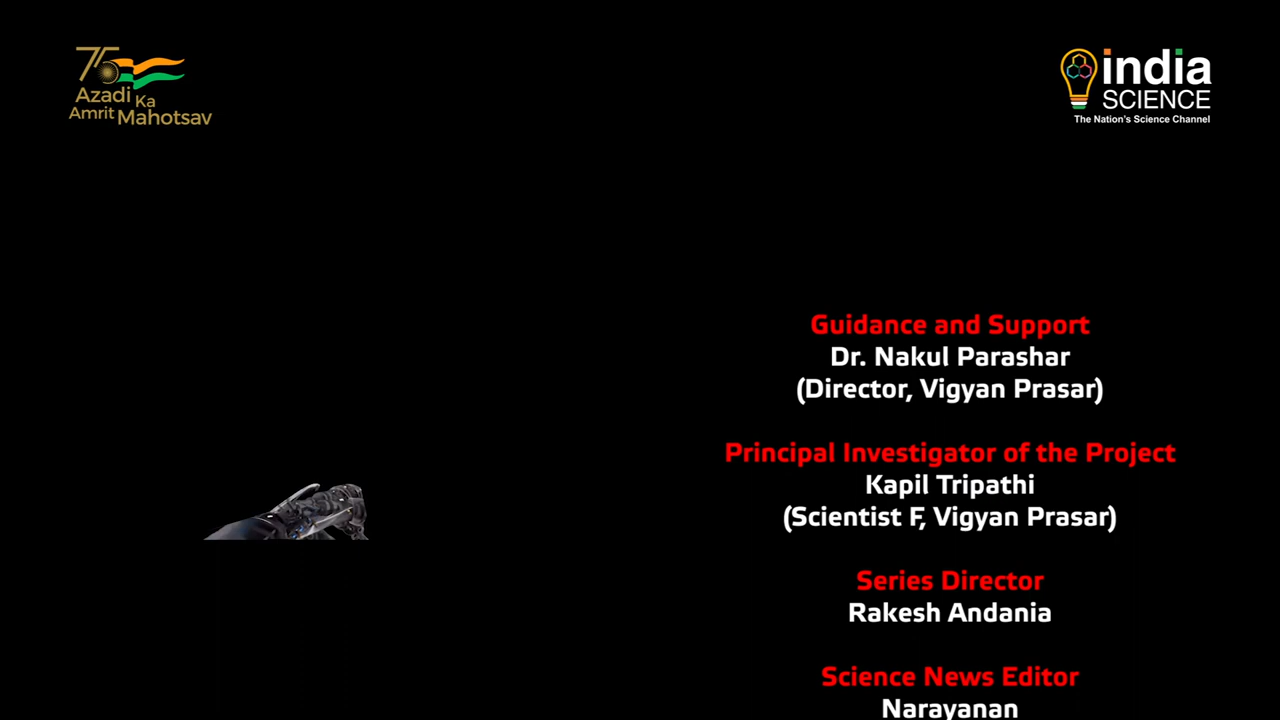 75
Azadi Ka
Amrit Mahotsav
india
SCIENCE
The Nation's Science Channel
Guidance and Support
Dr. Nakul Parashar
(Director, Vigyan Prasar)
Principal Investigator of the Project
Kapil Tripathi
(Scientist F, Vigyan Prasar)
Series Director
Rakesh Andania
Science News Editor
Narayanan